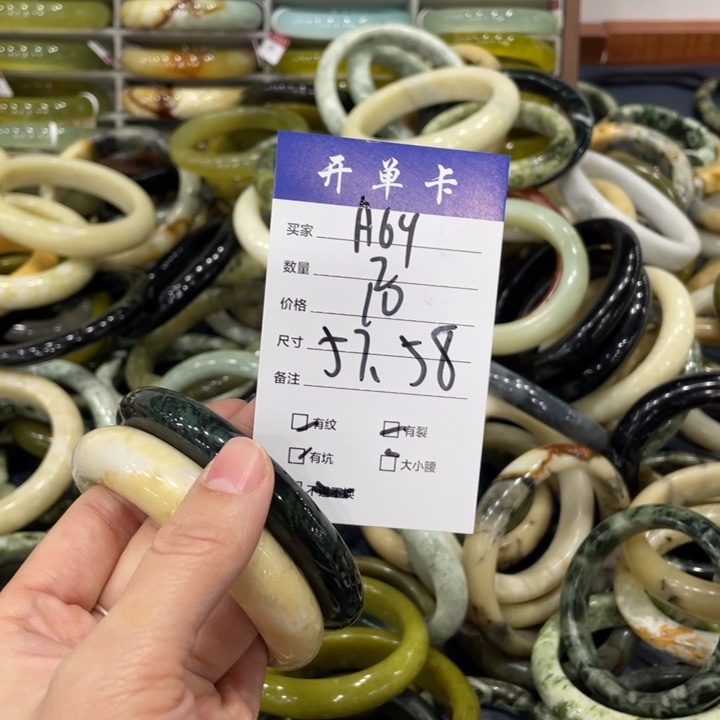 开单卡
买家 A64
数量 2
价格 10
尺寸 57、58
备注
有纹 有裂
有坑 大小腰